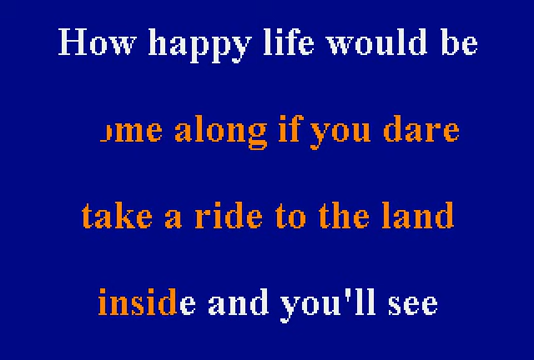 How happy life would be
ome along if you dare
take a ride to the land
inside and you'll see